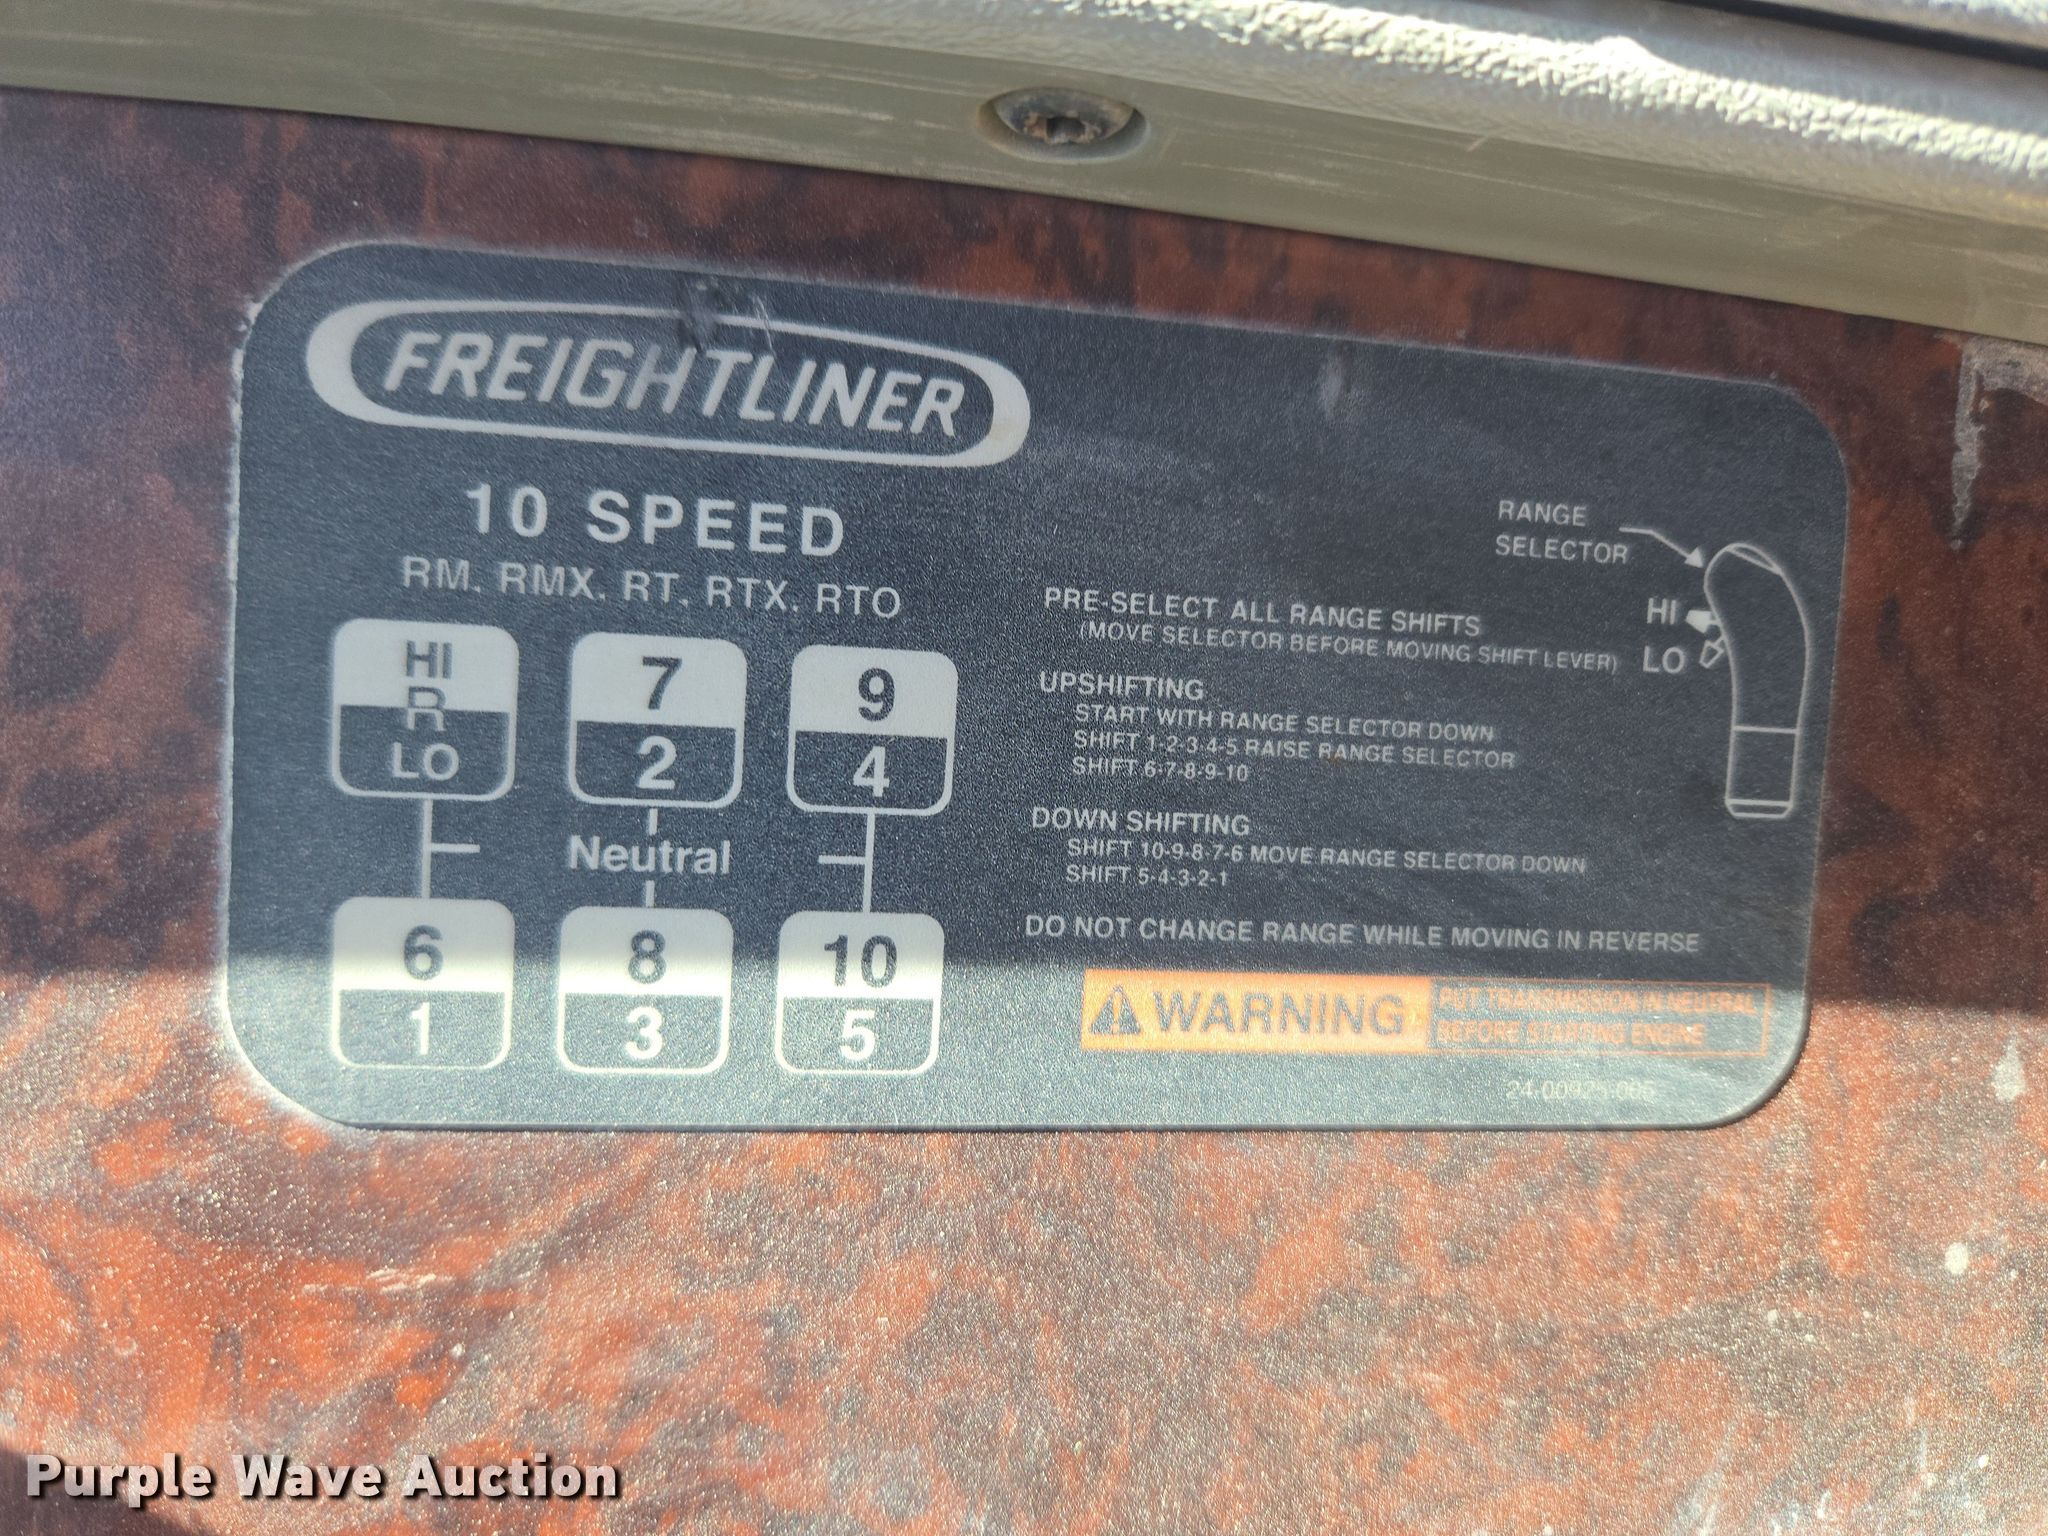 FREIGHTLINER
10 SPEED
RM, RMX, RT, RTX, RTO
HI
R
LO
7
2
9
4
Neutral
6
1
8
3
10
5
RANGE
SELECTOR
HI
LO
PRE-SELECT ALL RANGE SHIFTS
(MOVE SELECTOR BEFORE MOVING SHIFT LEVER)
UPSHIFTING
START WITH RANGE SELECTOR DOWN
SHIFT 1-2-3-4-5 RAISE RANGE SELECTOR
SHIFT 6-7-8-9-10
DOWN SHIFTING
SHIFT 10-9-8-7-6 MOVE RANGE SELECTOR DOWN
SHIFT 5-4-3-2-1
DO NOT CHANGE RANGE WHILE MOVING IN REVERSE
WARNING
PUT TRANSMISSION IN NEUTRAL
BEFORE STARTING ENGINE
Purple Wave Auction